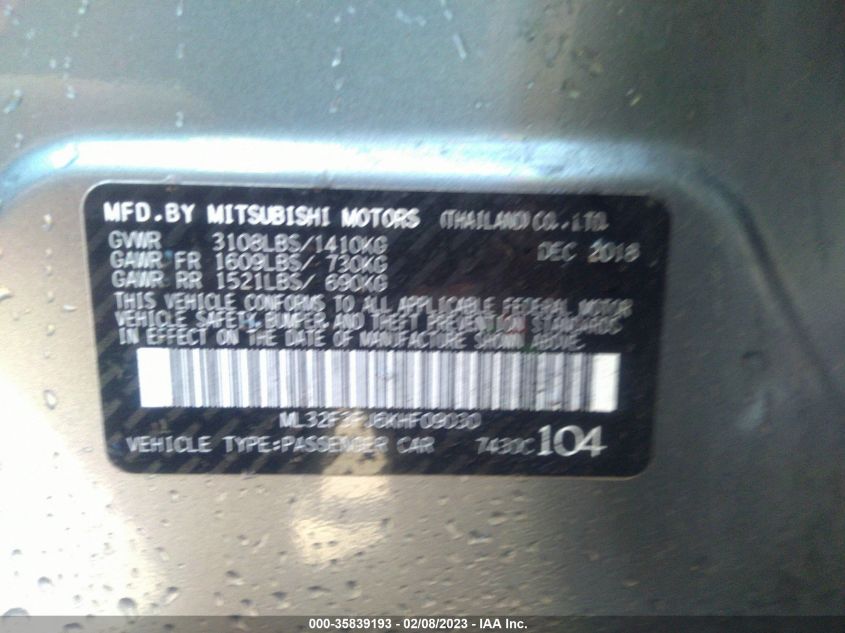 MFD.BY MITSUBISHI MOTORS (THAILAND) CO.,LTD.
GVWR 3108LBS/1410KG DEC 2018
GAWR FR 1609LBS/ 730KG
GAWR RR 1521LBS/ 690KG
THIS VEHICLE CONFORMS TO ALL APPLICABLE FEDERAL MOTOR
VEHICLE SAFETY, BUMPER, AND THEFT PREVENTION STANDARDS
IN EFFECT ON THE DATE OF MANUFACTURE SHOWN ABOVE.
VEHICLE TYPE:PASSENGER CAR 104
000-35839193 - 02/08/2023 - © IAA Inc.